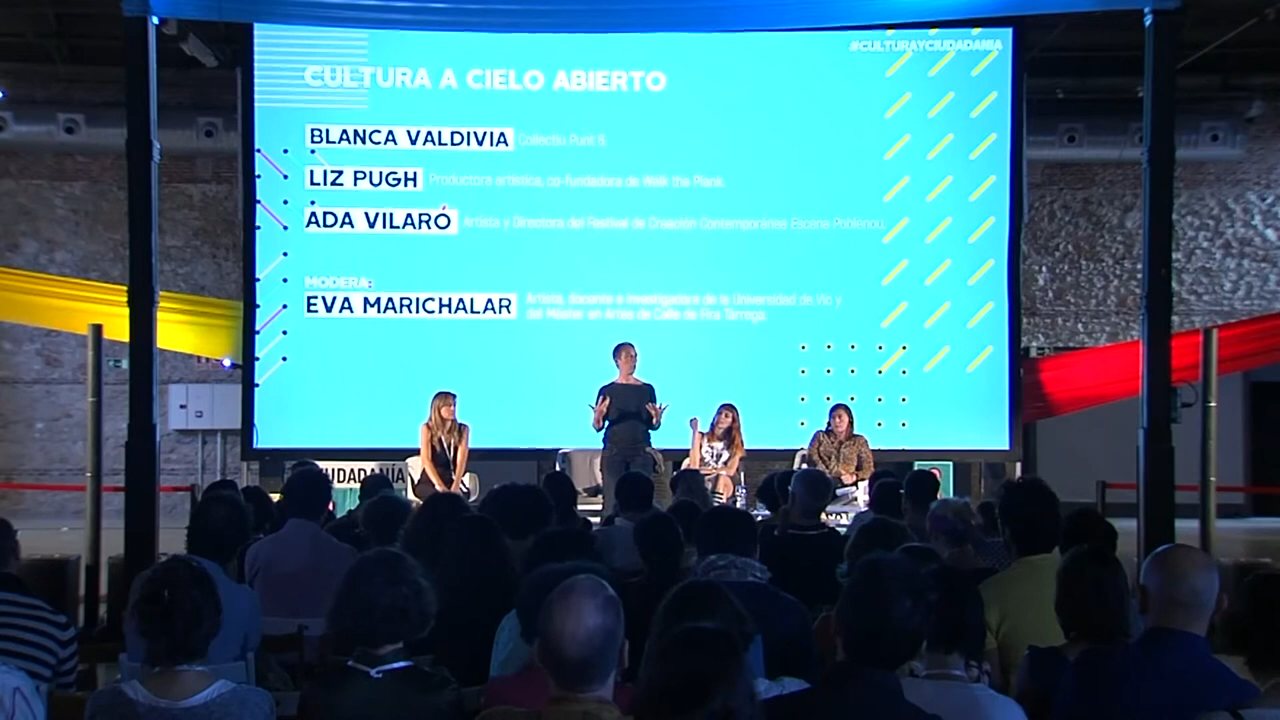 #CULTURAYCIUDADANIA
CULTURA A CIELO ABIERTO
BLANCA VALDIVIA Col·lectiu Punt 6.
LIZ PUGH Productora artística, co-fundadora de Walk the Plank.
ADA VILARÓ Artista y Directora del Festival de Creación Contemporánea Escena Poblenou.
MODERA:
EVA MARICHALAR Artista, docente e investigadora de la Universidad de Vic y
del Máster en Artes de Calle de Fira Tàrrega.
CIUDADANÍA